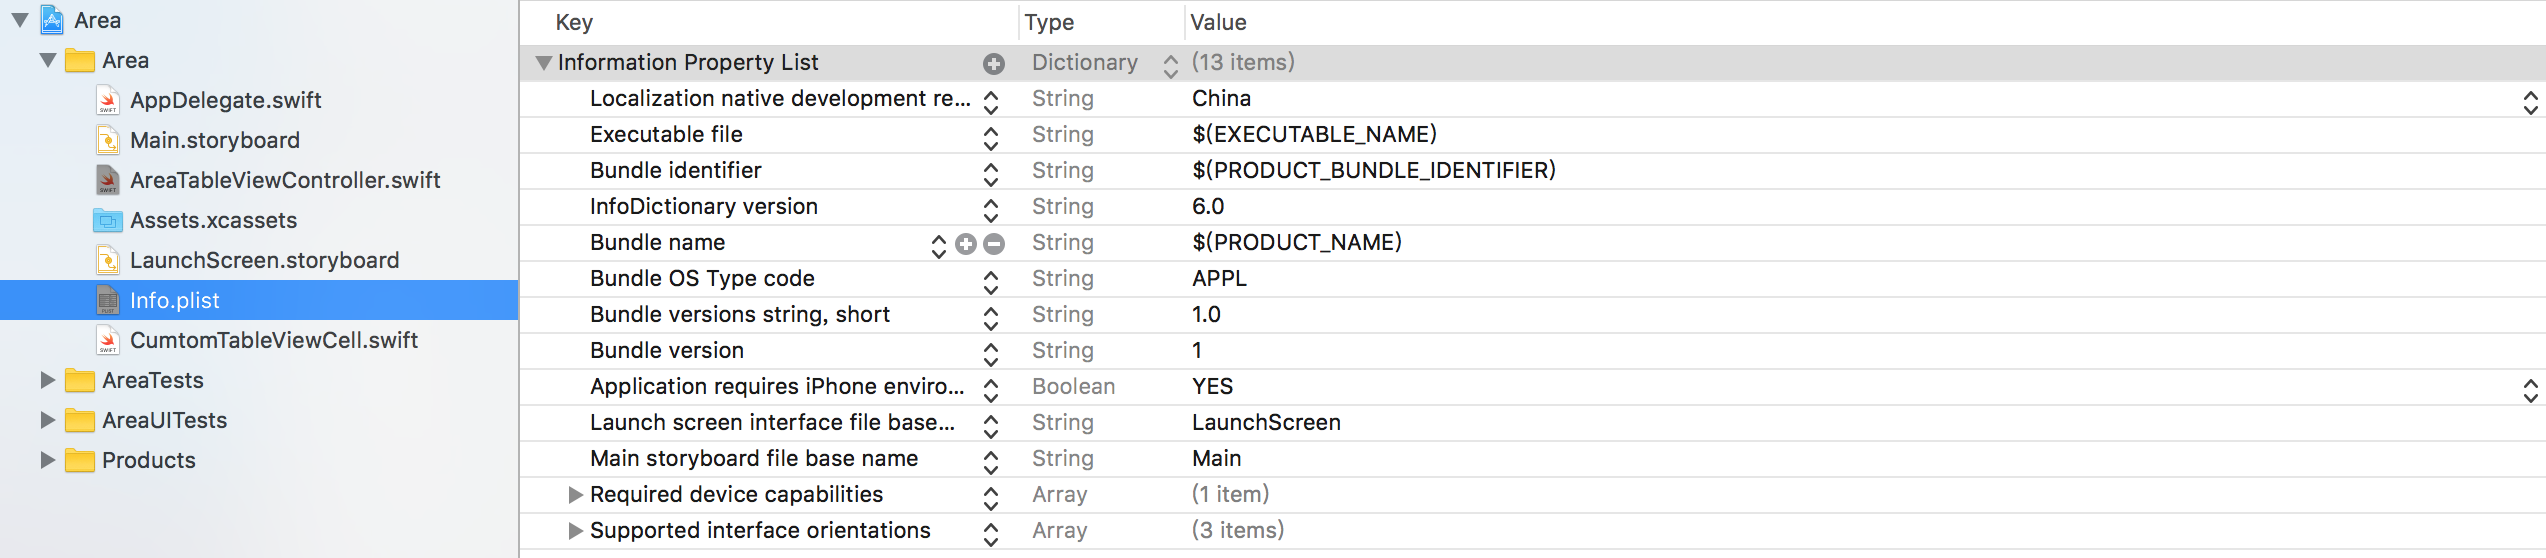 Area
Area
AppDelegate.swift
Main.storyboard
AreaTableViewController.swift
Assets.xcassets
LaunchScreen.storyboard
Info.plist
CumtomTableViewCell.swift
AreaTests
AreaUITests
Products
Key Type Value
Information Property List Dictionary (13 items)
Localization native development re... String China
Executable file String $(EXECUTABLE_NAME)
Bundle identifier String $(PRODUCT_BUNDLE_IDENTIFIER)
InfoDictionary version String 6.0
Bundle name String $(PRODUCT_NAME)
Bundle OS Type code String APPL
Bundle versions string, short String 1.0
Bundle version String 1
Application requires iPhone enviro... Boolean YES
Launch screen interface file base... String LaunchScreen
Main storyboard file base name String Main
Required device capabilities Array (1 item)
Supported interface orientations Array (3 items)